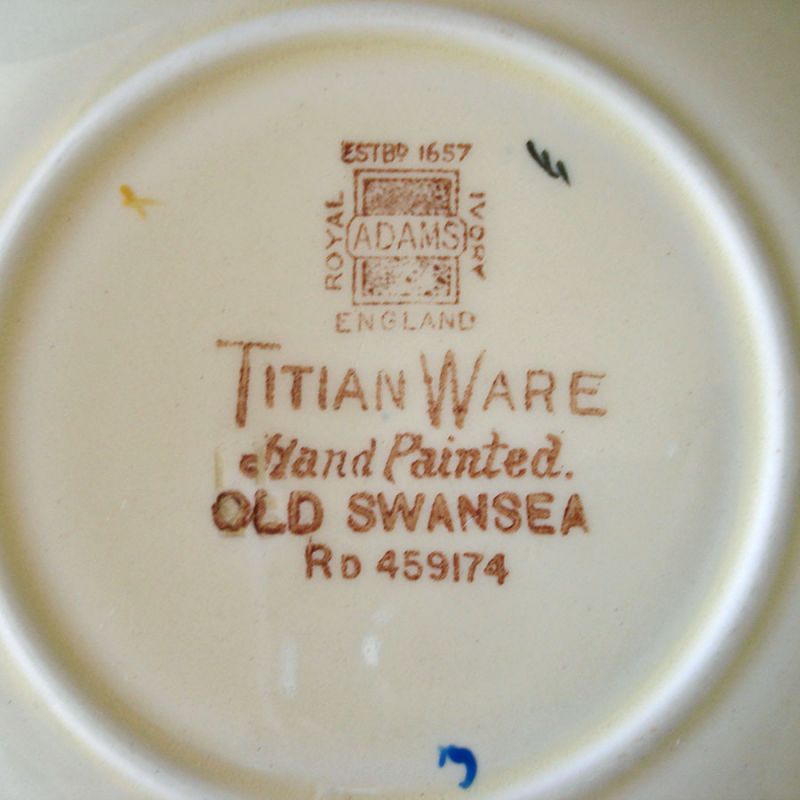 ESTBD 1657
ROYAL
ADAMS
IVORY
ENGLAND
TITIAN WARE
Hand Painted.
OLD SWANSEA
RD 459174